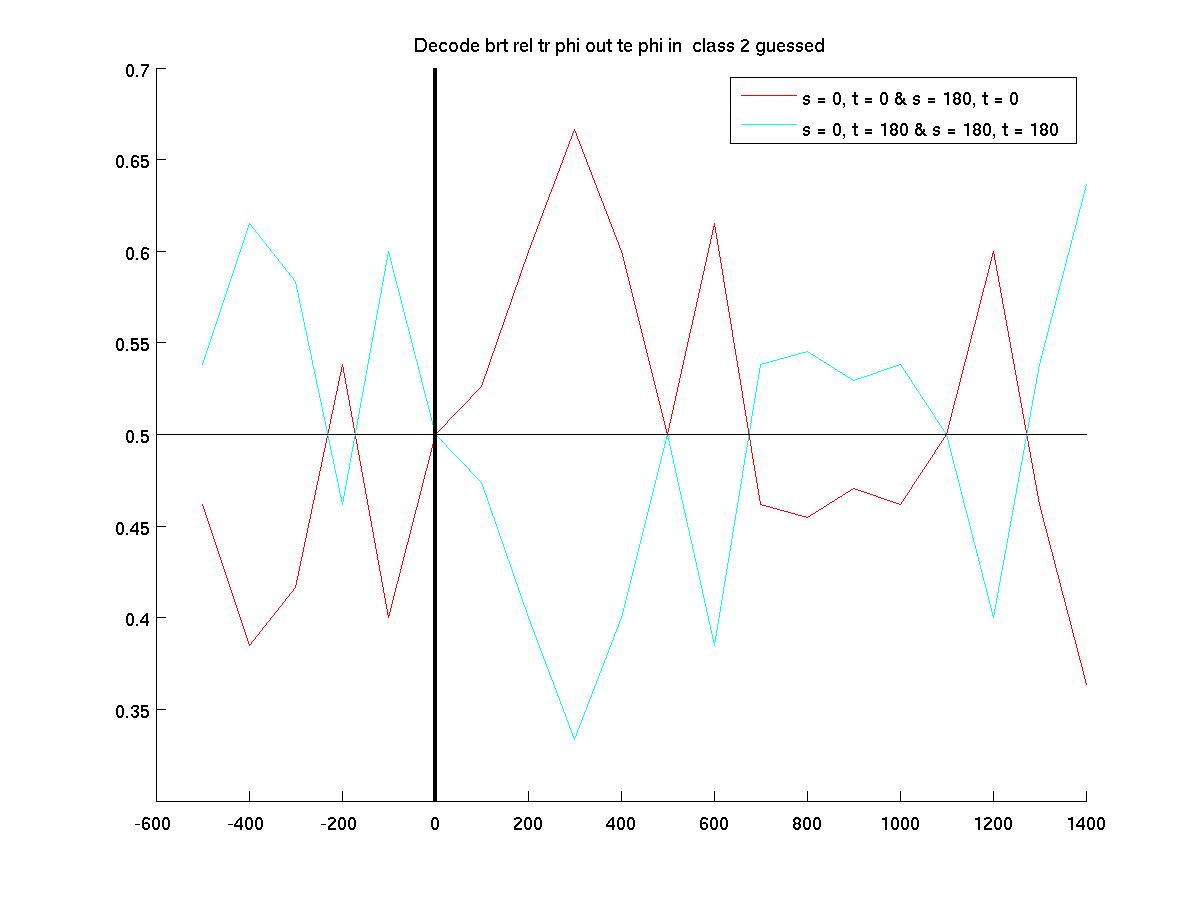 Decode brt rel tr phi out te phi in  class 2 guessed
s = 0, t = 0 & s = 180, t = 0
s = 0, t = 180 & s = 180, t = 180
0.7
0.65
0.6
0.55
0.5
0.45
0.4
0.35
-600 -400 -200 0 200 400 600 800 1000 1200 1400